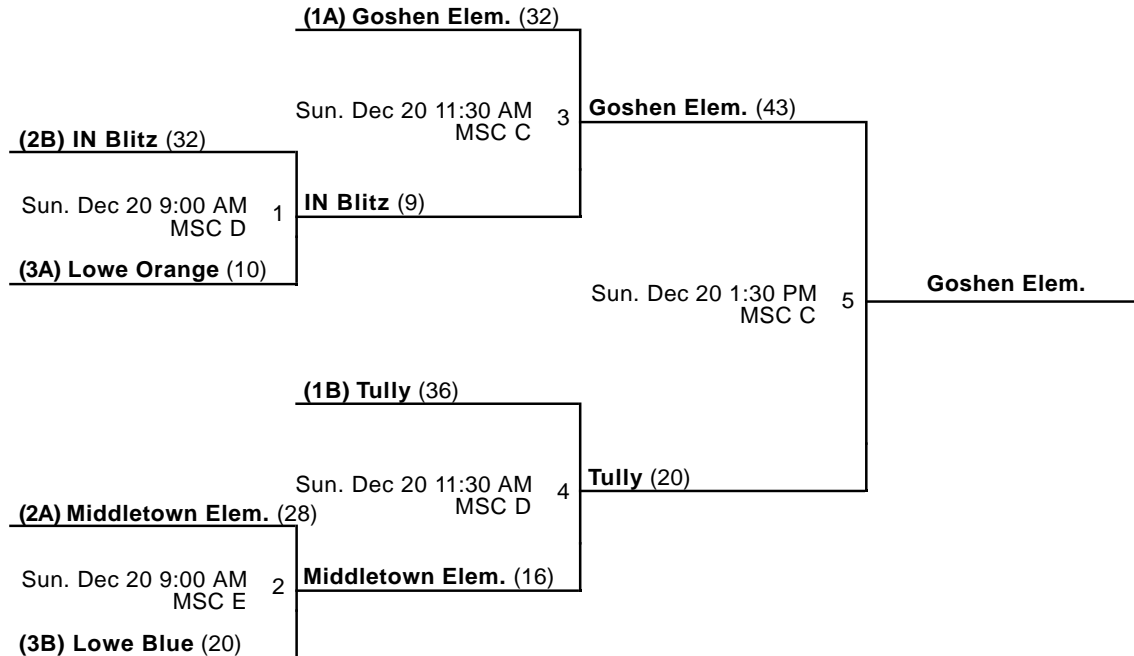 (1A) Goshen Elem. (32)
Sun. Dec 20 11:30 AM 3
MSC C
Goshen Elem. (43)
(2B) IN Blitz (32)
Sun. Dec 20 9:00 AM 1
MSC D
IN Blitz (9)
(3A) Lowe Orange (10)
Sun. Dec 20 1:30 PM 5
MSC C
Goshen Elem.
(1B) Tully (36)
Sun. Dec 20 11:30 AM 4
MSC D
Tully (20)
(2A) Middletown Elem. (28)
Sun. Dec 20 9:00 AM 2
MSC E
Middletown Elem. (16)
(3B) Lowe Blue (20)